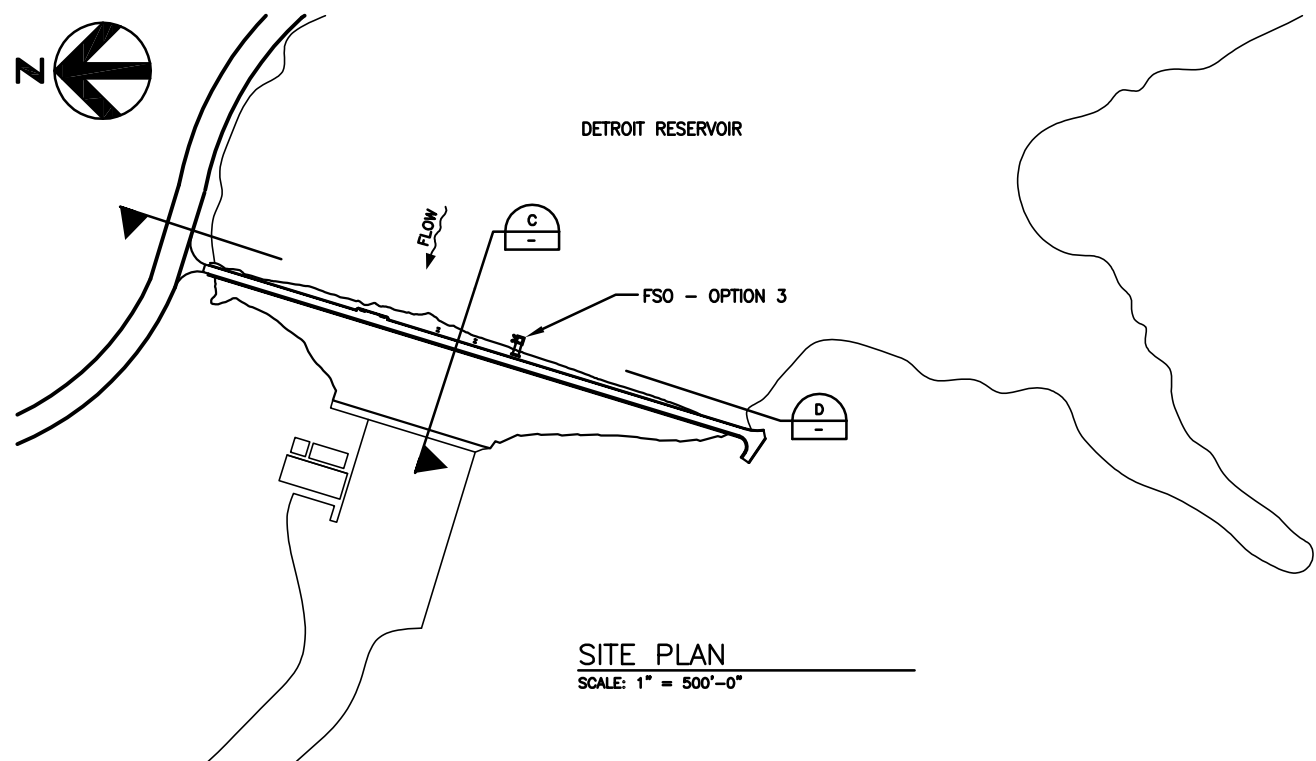 N
DETROIT RESERVOIR
FLOW
C
-
FSO - OPTION 3
D
-
SITE PLAN
SCALE: 1" = 500'-0"